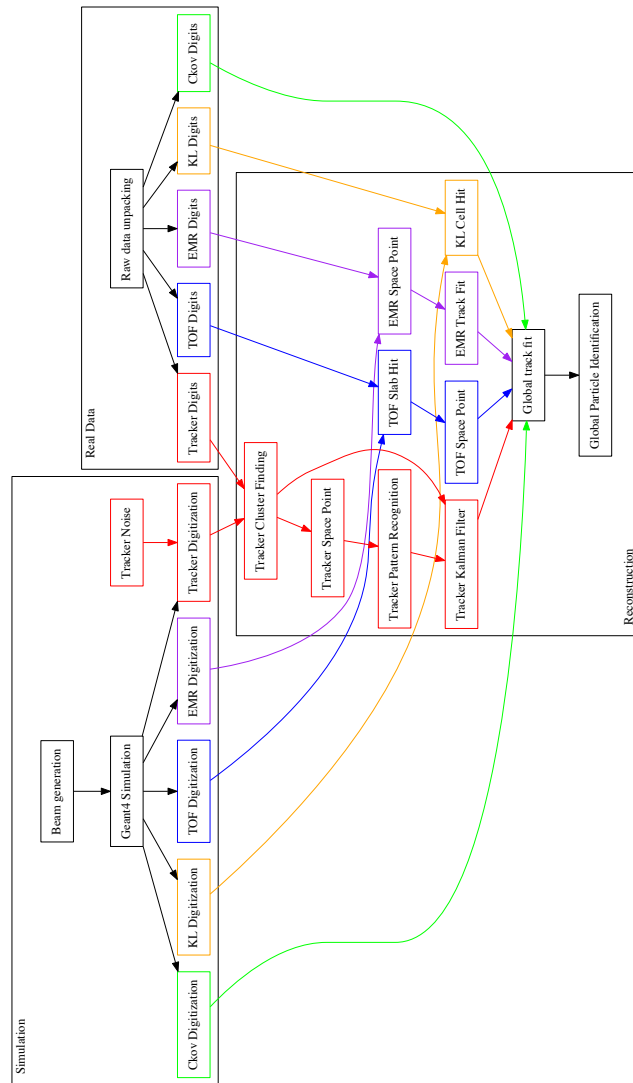 Simulation
Beam generation
Geant4 Simulation
Tracker Noise
Ckov Digitization
KL Digitization
TOF Digitization
EMR Digitization
Tracker Digitization
Real Data
Raw data unpacking
Tracker Digits
TOF Digits
EMR Digits
KL Digits
Ckov Digits
Tracker Cluster Finding
Tracker Space Point
Tracker Pattern Recognition
TOF Slab Hit
EMR Space Point
Tracker Kalman Filter
TOF Space Point
EMR Track Fit
KL Cell Hit
Global track fit
Global Particle Identification
Reconstruction